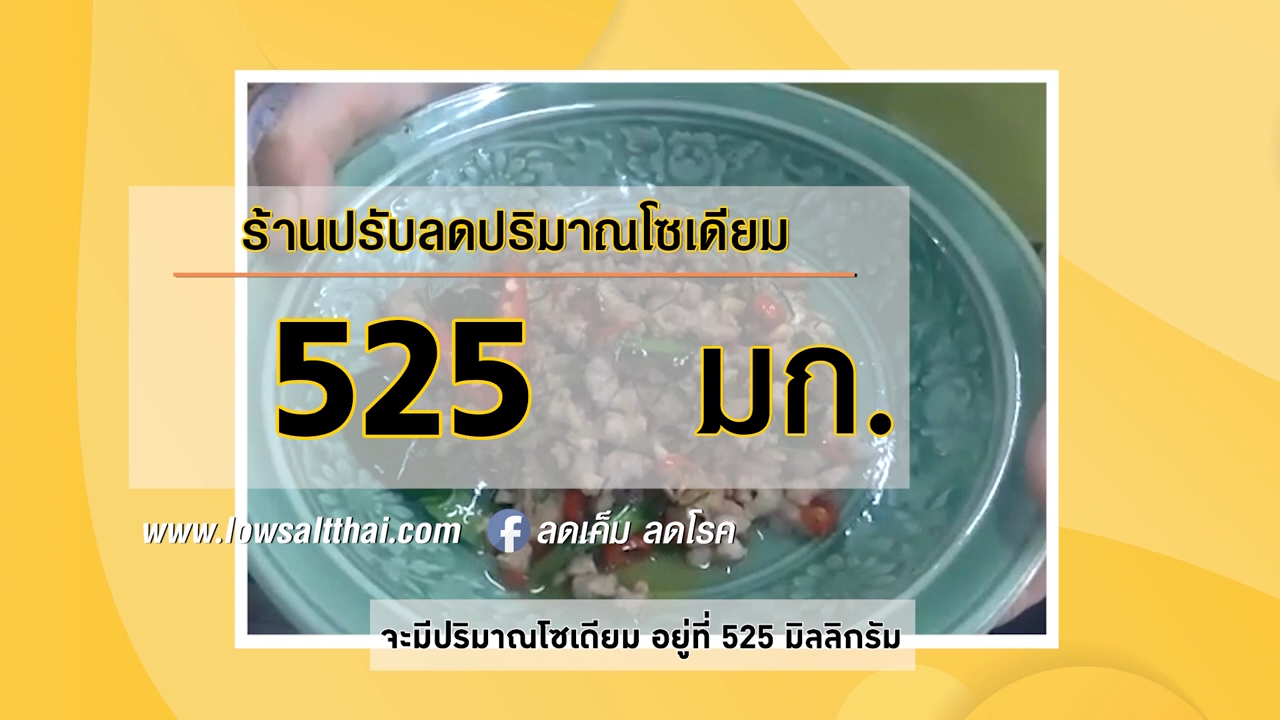 ร้านปรับลดปริมาณโซเดียม
525 มก.
www.lowsaltthai.com f ลดเค็ม ลดโรค
จะมีปริมาณโซเดียม อยู่ที่ 525 มิลลิกรัม